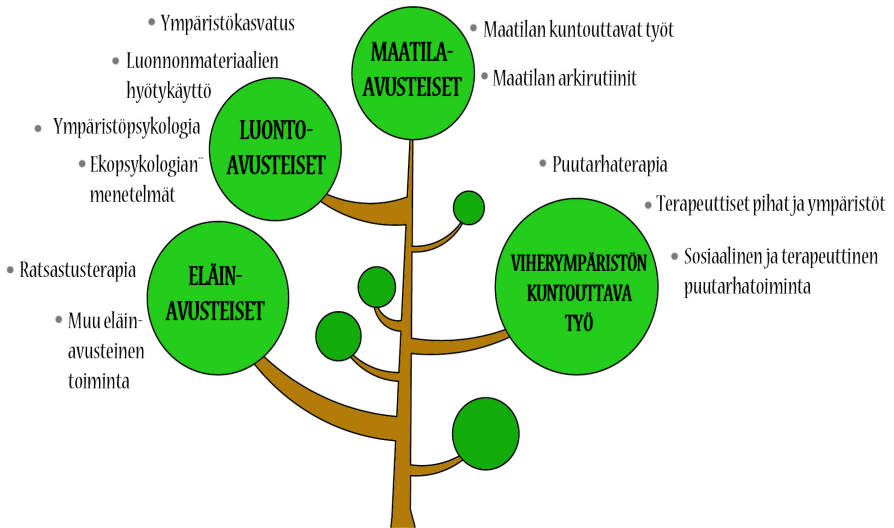 • Ympäristökasvatus
• Luonnonmateriaalien
hyötykäyttö
• Ympäristöpsykologia
• Ekopsykologian¨
menetelmät
LUONTO-
AVUSTEISET
MAATILA-
AVUSTEISET
• Maatilan kuntouttavat työt
• Maatilan arkirutiinit
• Ratsastusterapia
• Muu eläin-
avusteinen
toiminta
ELÄIN-
AVUSTEISET
• Puutarhaterapia
• Terapeuttiset pihat ja ympäristöt
• Sosiaalinen ja terapeuttinen
puutarhatoiminta
VIHERYMPÄRISTÖN
KUNTOUTTAVA
TYÖ